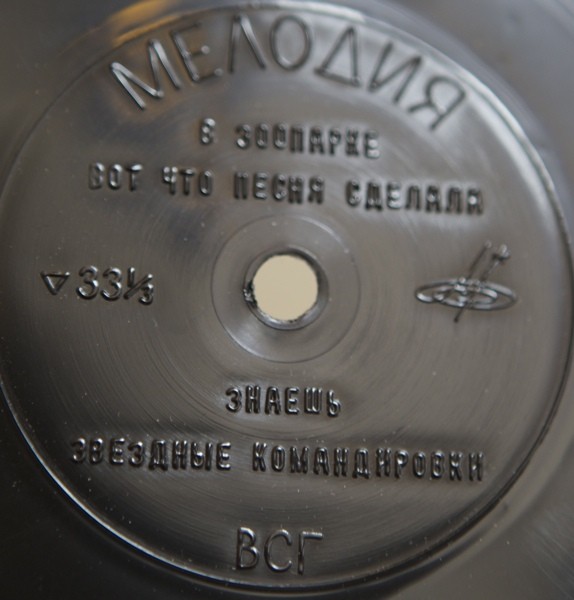 МЕЛОДИЯ
В ЗООПАРКЕ
ВОТ ЧТО ПЕСНЯ СДЕЛАЛА
▽ 33⅓
ЗНАЕШЬ
ЗВЕЗДНЫЕ КОМАНДИРОВКИ
ВСГ